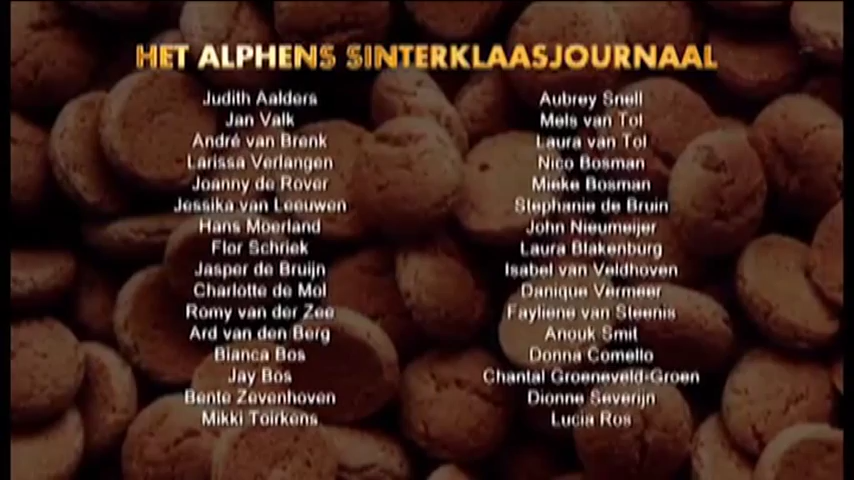 HET ALPHENS SINTERKLAASJOURNAAL
Judith Aalders
Jan Valk
André van Brenk
Larissa Verlangen
Joanny de Rover
Jessika van Leeuwen
Hans Moerland
Flor Schriek
Jasper de Bruijn
Charlotte de Mol
Romy van der Zee
Ard van den Berg
Bianca Bos
Jay Bos
Bente Zevenhoven
Mikki Toirkens
Aubrey Snell
Mels van Tol
Laura van Tol
Nico Bosman
Mieke Bosman
Stephanie de Bruin
John Nieumeijer
Laura Blakenburg
Isabel van Veldhoven
Danique Vermeer
Fayliene van Steenis
Anouk Smit
Donna Comello
Chantal Groeneveld-Groen
Dionne Severijn
Lucia Ros